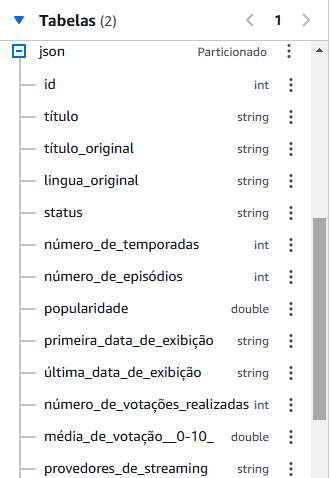 Tabelas (2) 1
json Particionado
id int
título string
título_original string
lingua_original string
status string
número_de_temporadas int
número_de_episódios int
popularidade double
primeira_data_de_exibição string
última_data_de_exibição string
número_de_votações_realizadas int
média_de_votação__0-10_ double
provedores_de_streaming string